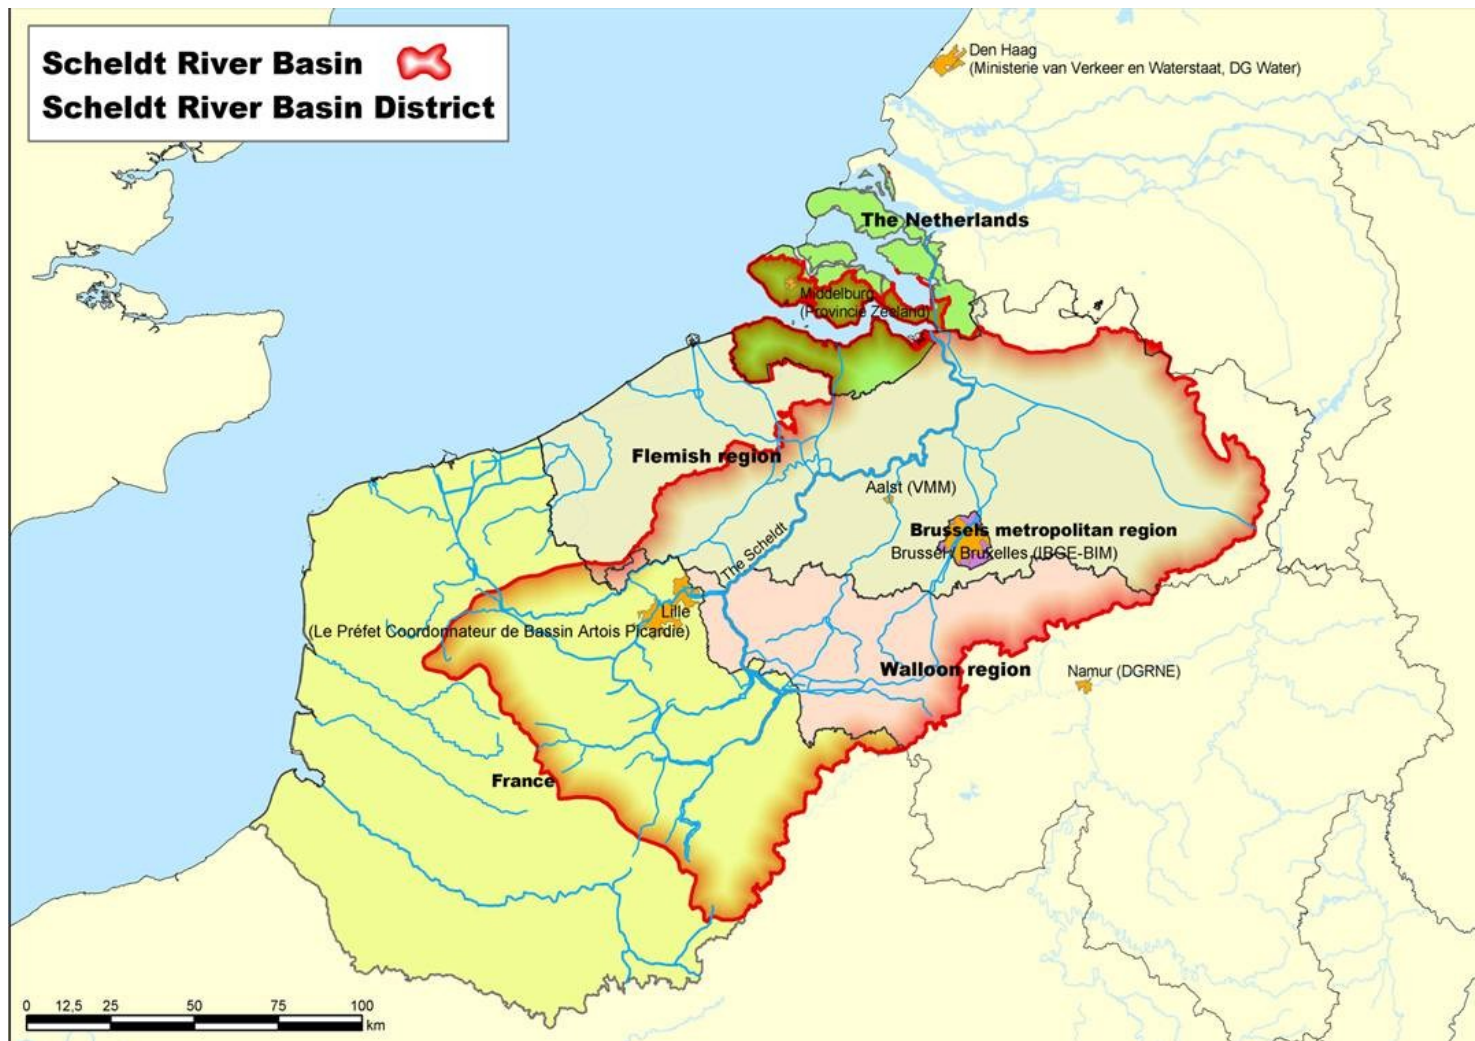 Scheldt River Basin
Scheldt River Basin District
Den Haag
(Ministerie van Verkeer en Waterstaat, DG Water)
The Netherlands
Middelburg
(Provincie Zeeland)
Flemish region
Aalst (VMM)
Brussels metropolitan region
Brussel / Bruxelles (IBGE-BIM)
The Scheldt
Lille
(Le Préfet Coordonnateur de Bassin Artois Picardie)
Walloon region
Namur (DGRNE)
France
0 12,5 25 50 75 100
km